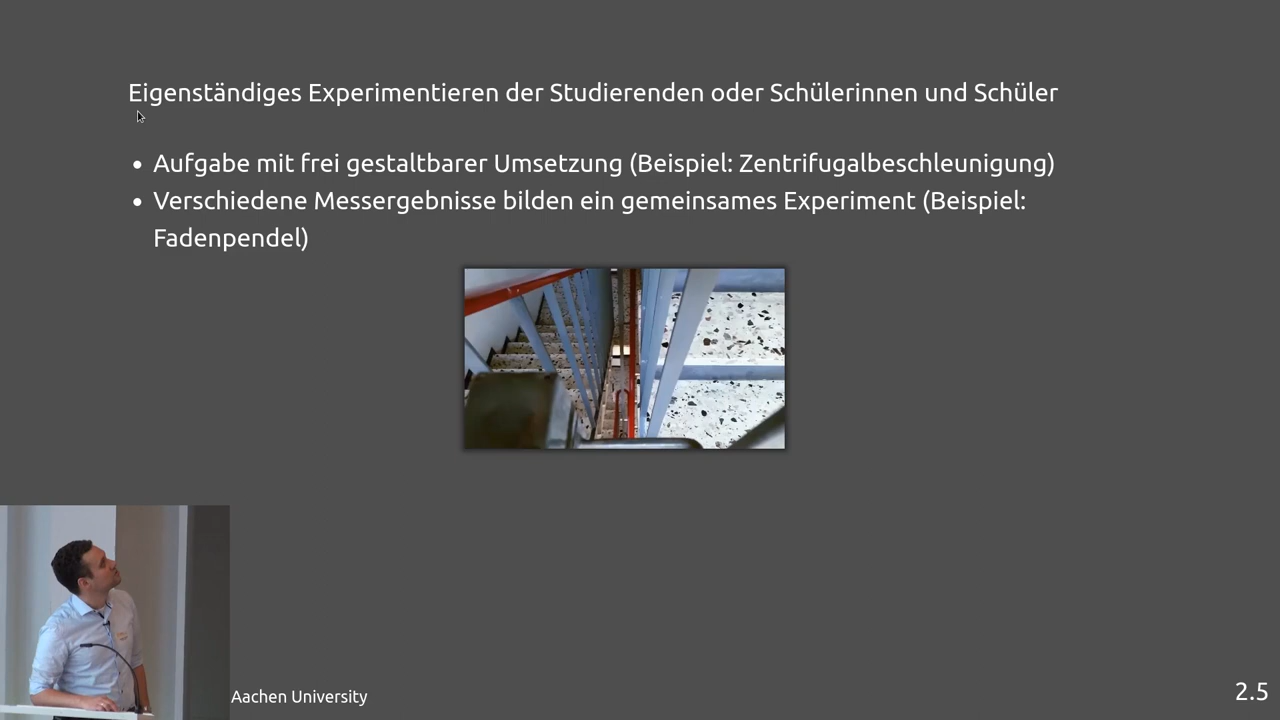 Eigenständiges Experimentieren der Studierenden oder Schülerinnen und Schüler
• Aufgabe mit frei gestaltbarer Umsetzung (Beispiel: Zentrifugalbeschleunigung)
• Verschiedene Messergebnisse bilden ein gemeinsames Experiment (Beispiel:
Fadenpendel)
Aachen University
2.5